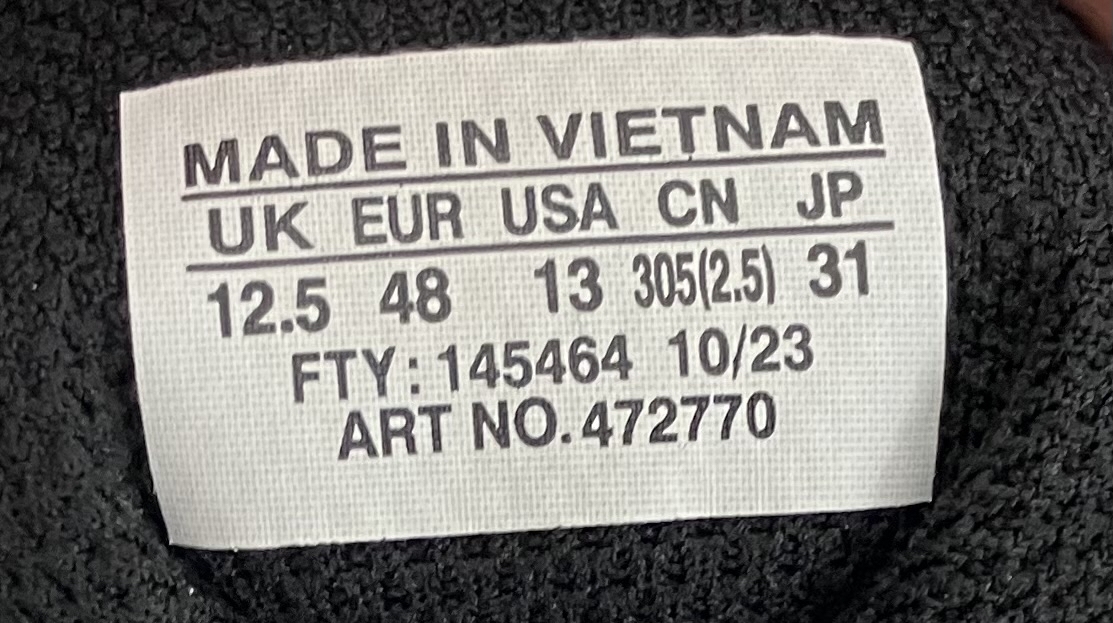 MADE IN VIETNAM
UK EUR USA CN JP
12.5 48 13 305(2.5) 31
FTY: 145464 10/23
ART NO. 472770